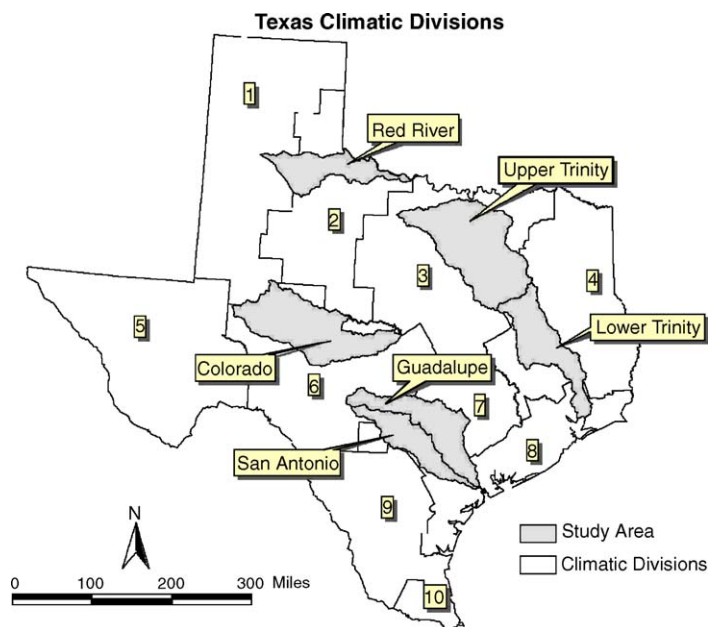 Texas Climatic Divisions
1
Red River
Upper Trinity
2
3
4
5
Lower Trinity
Colorado
Guadalupe
6
7
8
San Antonio
9
N
Study Area
Climatic Divisions
0 100 200 300 Miles
10